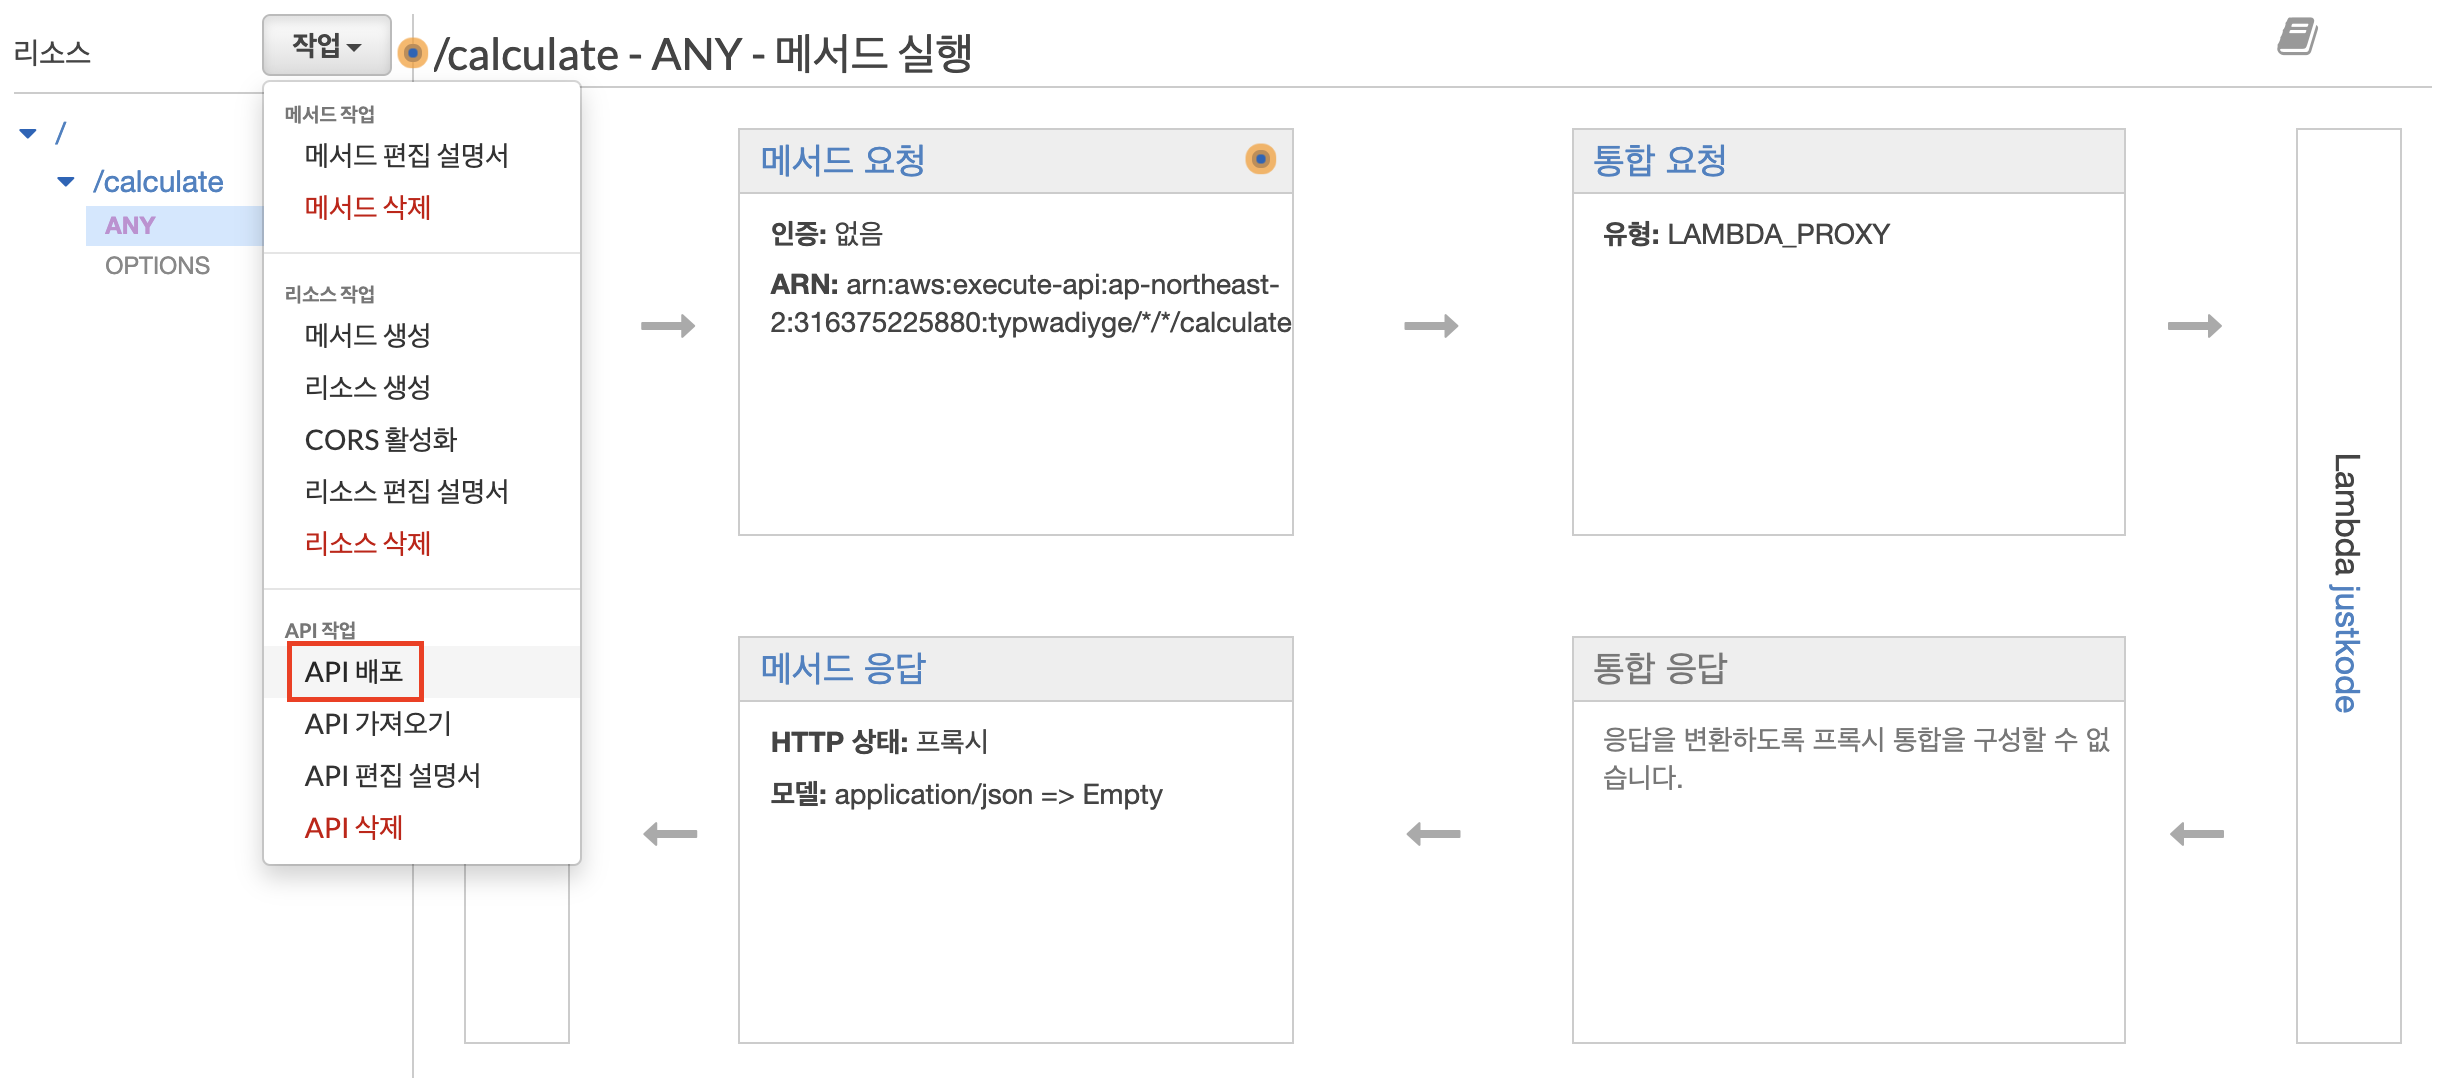 리소스
작업
/calculate - ANY - 메서드 실행
/
/calculate
ANY
OPTIONS
메서드 작업
메서드 편집 설명서
메서드 삭제
리소스 작업
메서드 생성
리소스 생성
CORS 활성화
리소스 편집 설명서
리소스 삭제
API 작업
API 배포
API 가져오기
API 편집 설명서
API 삭제
메서드 요청
인증: 없음
ARN: arn:aws:execute-api:ap-northeast-
2:316375225880:typwadiyge/*/*/calculate
통합 요청
유형: LAMBDA_PROXY
Lambda justkode
메서드 응답
HTTP 상태: 프록시
모델: application/json => Empty
통합 응답
응답을 변환하도록 프록시 통합을 구성할 수 없
습니다.